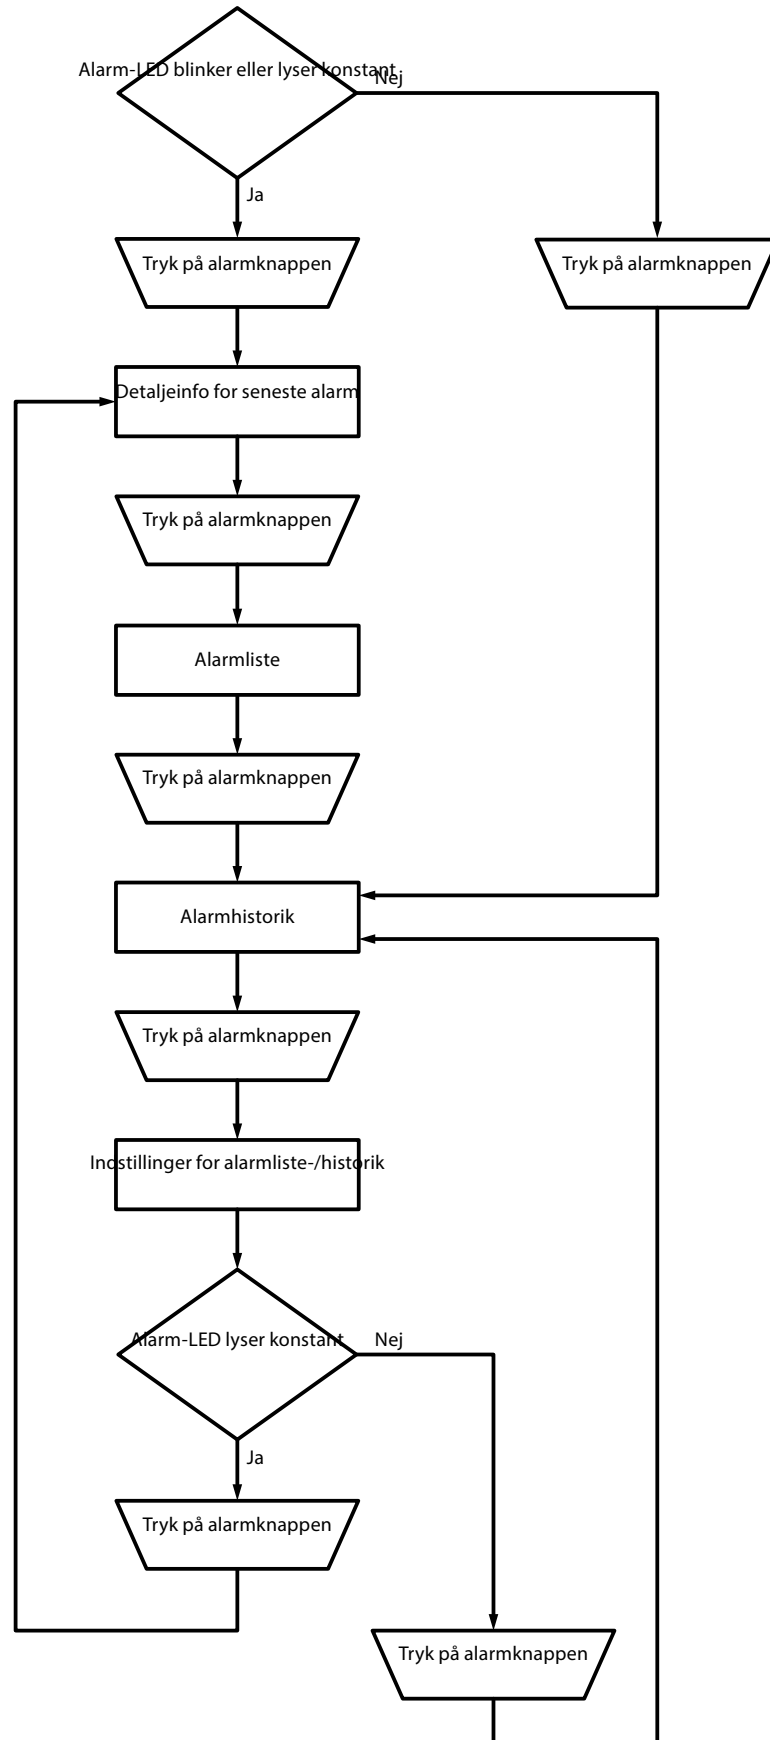 Alarm-LED blinker eller lyser konstant
Nej
Ja
Tryk på alarmknappen
Tryk på alarmknappen
Detaljeinfo for seneste alarm
Tryk på alarmknappen
Alarmliste
Tryk på alarmknappen
Alarmhistorik
Tryk på alarmknappen
Indstillinger for alarmliste-/historik
Alarm-LED lyser konstant
Nej
Ja
Tryk på alarmknappen
Tryk på alarmknappen